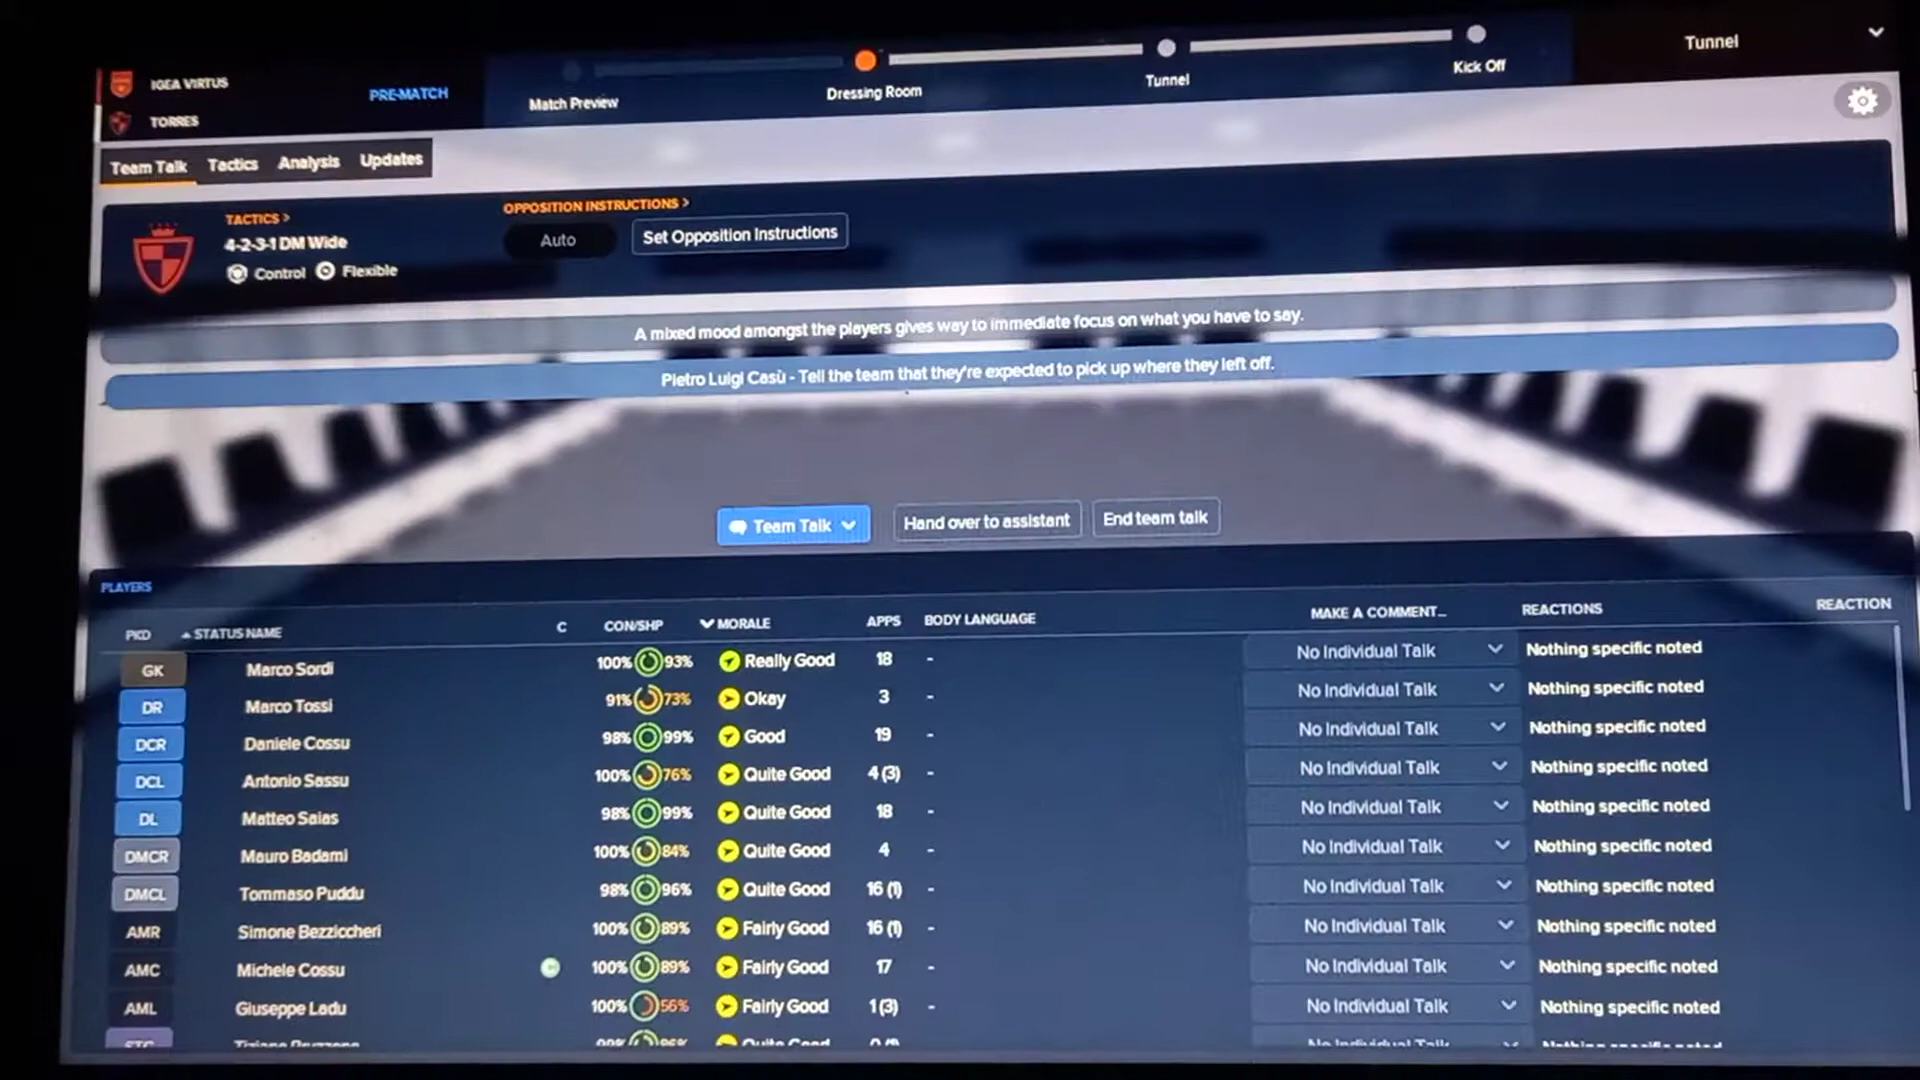 IGEA VIRTUS
TORRES
PRE-MATCH
Match Preview
Dressing Room
Tunnel
Kick Off
Tunnel
Team Talk Tactics Analysis Updates
TACTICS >
4-2-3-1 DM Wide
Control Flexible
OPPOSITION INSTRUCTIONS >
Auto
Set Opposition Instructions
A mixed mood amongst the players gives way to immediate focus on what you have to say.
Pietro Luigi Casù - Tell the team that they're expected to pick up where they left off.
Team Talk Hand over to assistant End team talk
PLAYERS
PKD STATUS NAME C CON/SHP MORALE APPS BODY LANGUAGE MAKE A COMMENT... REACTIONS REACTION
GK Marco Sordi 100% 93% Really Good 18 - No Individual Talk Nothing specific noted
DR Marco Tossi 91% 73% Okay 3 - No Individual Talk Nothing specific noted
DCR Daniele Cossu 98% 99% Good 19 - No Individual Talk Nothing specific noted
DCL Antonio Sassu 100% 76% Quite Good 4 (3) - No Individual Talk Nothing specific noted
DL Matteo Saias 98% 99% Quite Good 18 - No Individual Talk Nothing specific noted
DMCR Mauro Badami 100% 84% Quite Good 4 - No Individual Talk Nothing specific noted
DMCL Tommaso Puddu 98% 96% Quite Good 16 (1) - No Individual Talk Nothing specific noted
AMR Simone Bezziccheri 100% 89% Fairly Good 16 (1) - No Individual Talk Nothing specific noted
AMC Michele Cossu C 100% 89% Fairly Good 17 - No Individual Talk Nothing specific noted
AML Giuseppe Ladu 100% 56% Fairly Good 1 (3) - No Individual Talk Nothing specific noted